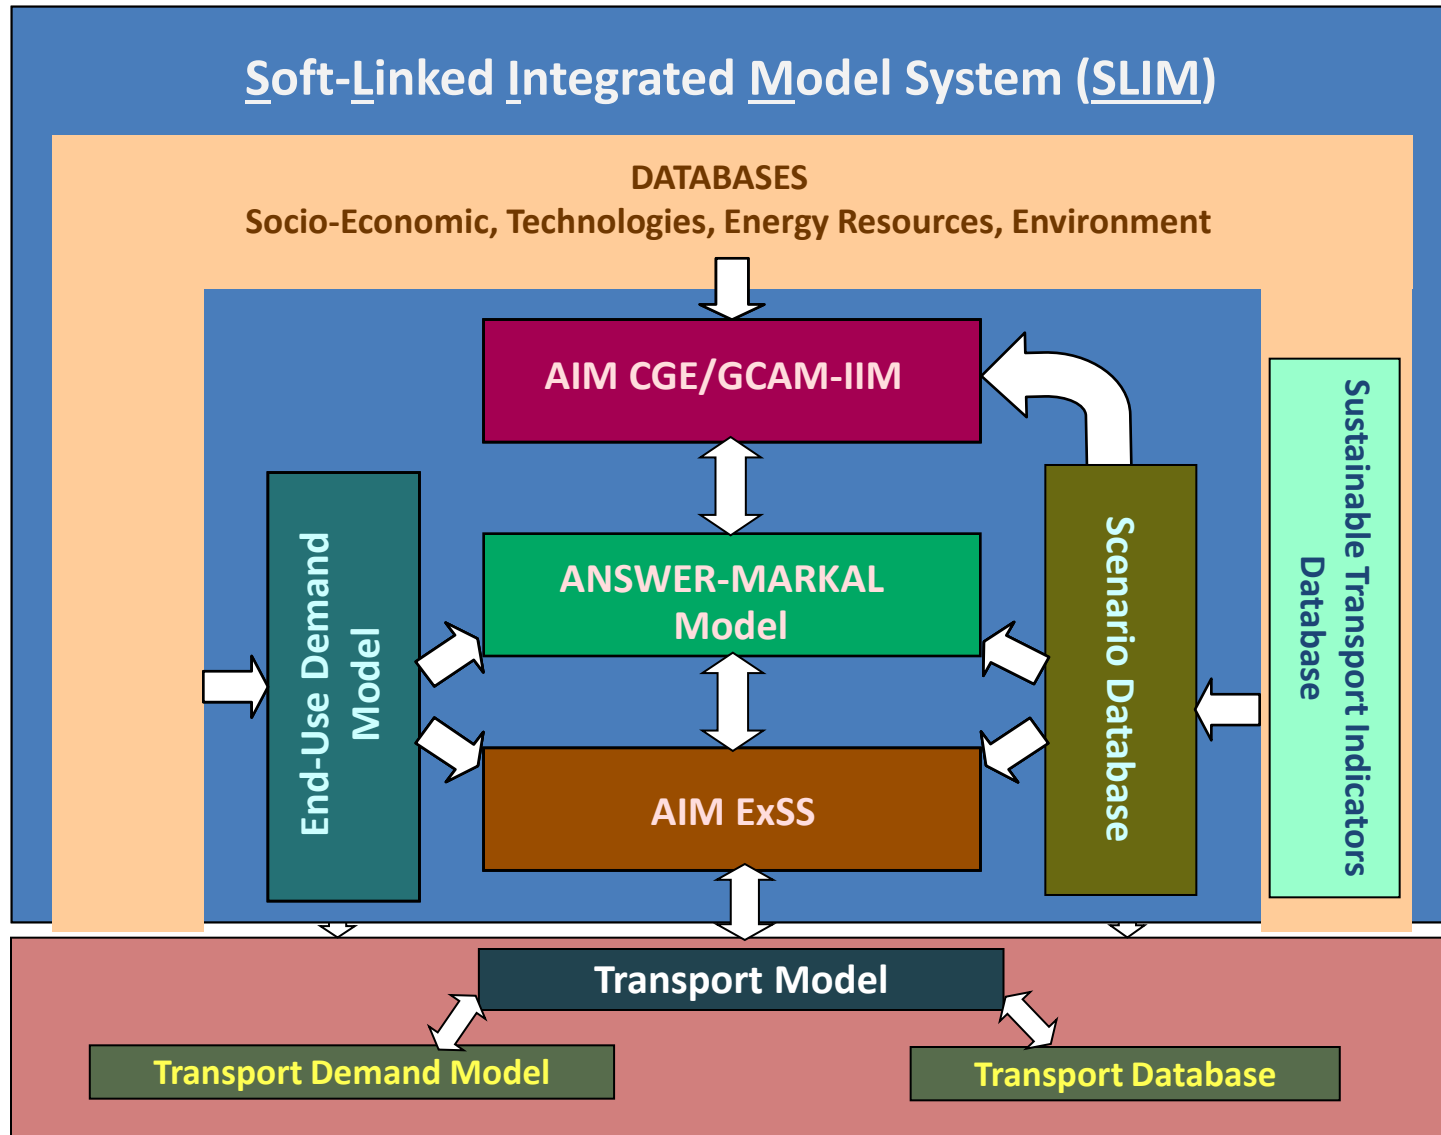 Soft-Linked Integrated Model System (SLIM)
DATABASES
Socio-Economic, Technologies, Energy Resources, Environment
AIM CGE/GCAM-IIM
End-Use Demand
Model
ANSWER-MARKAL
Model
AIM ExSS
Scenario Database
Sustainable Transport Indicators
Database
Transport Model
Transport Demand Model
Transport Database